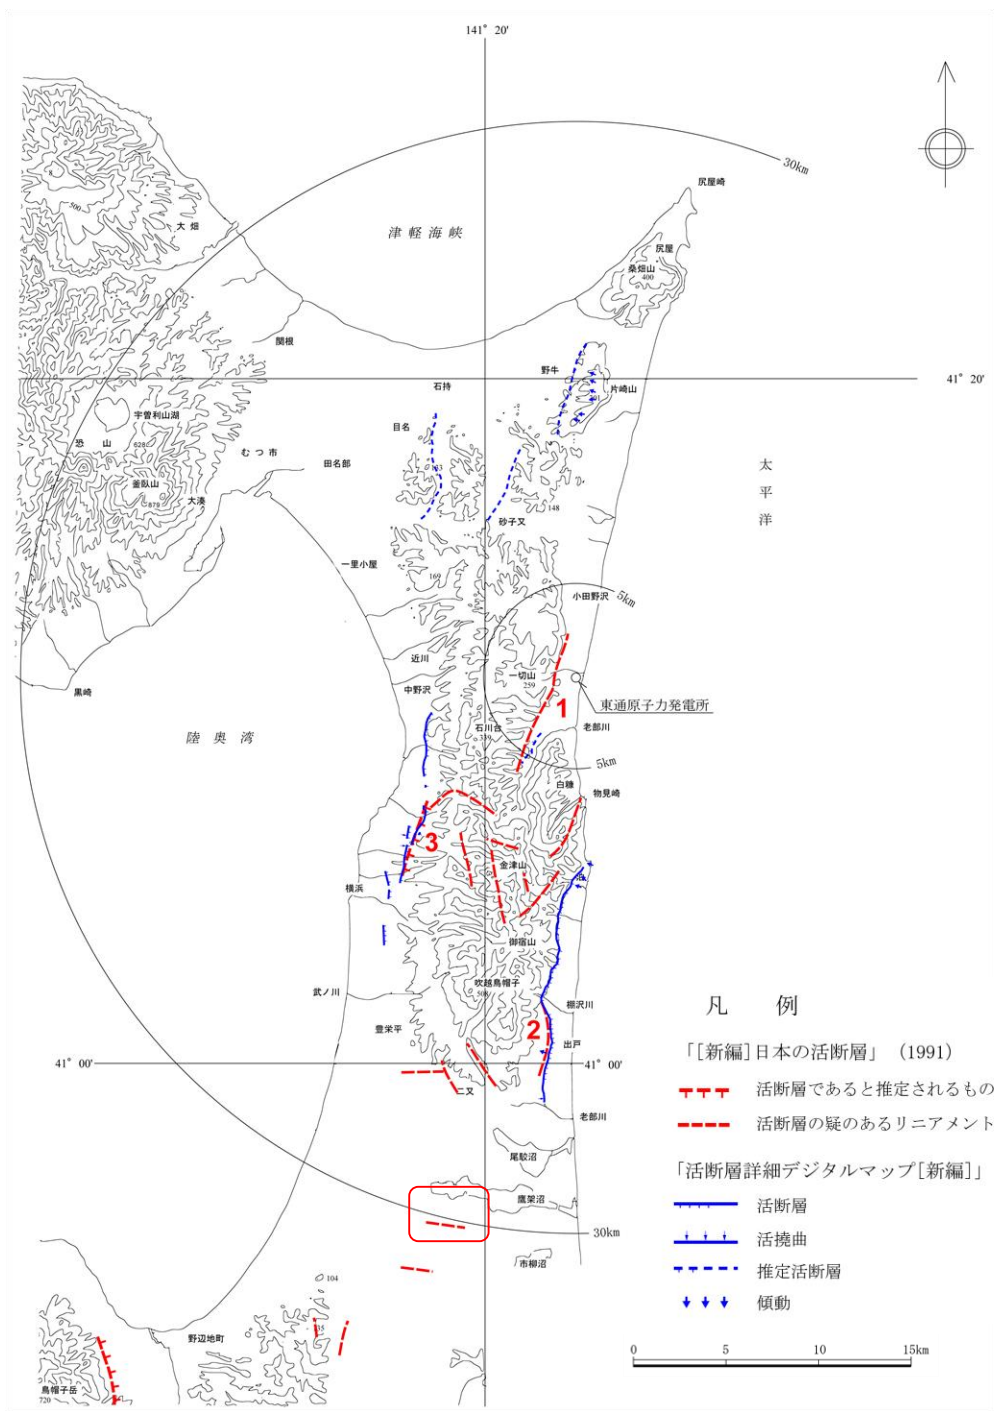 141° 20'
30km
尻屋崎
8
500
大畑
津軽海峡
尻屋
桑畑山
400
関根
野牛
41° 20'
石持
片崎山
宇曽利山湖
目名
恐山
628
むつ市
田名部
太平洋
釜臥山
879
大湊
148
砂子又
一里小屋
169
小田野沢
5km
近川
一切山
259
中野沢
黒崎
1
東通原子力発電所
石川台
339
老部川
陸奥湾
5km
白糠
物見崎
3
金津山
泊
横浜
御宿山
吹越烏帽子
508
武ノ川
棚沢川
豊栄平
2
出戸
41° 00'
41° 00'
二又
老部川
尾駮沼
鷹架沼
30km
市柳沼
104
野辺地町
烏帽子岳
720
凡例
「[新編]日本の活断層」(1991)
活断層であると推定されるもの
活断層の疑のあるリニアメント
「活断層詳細デジタルマップ[新編]」
活断層
活撓曲
推定活断層
傾動
0 5 10 15km